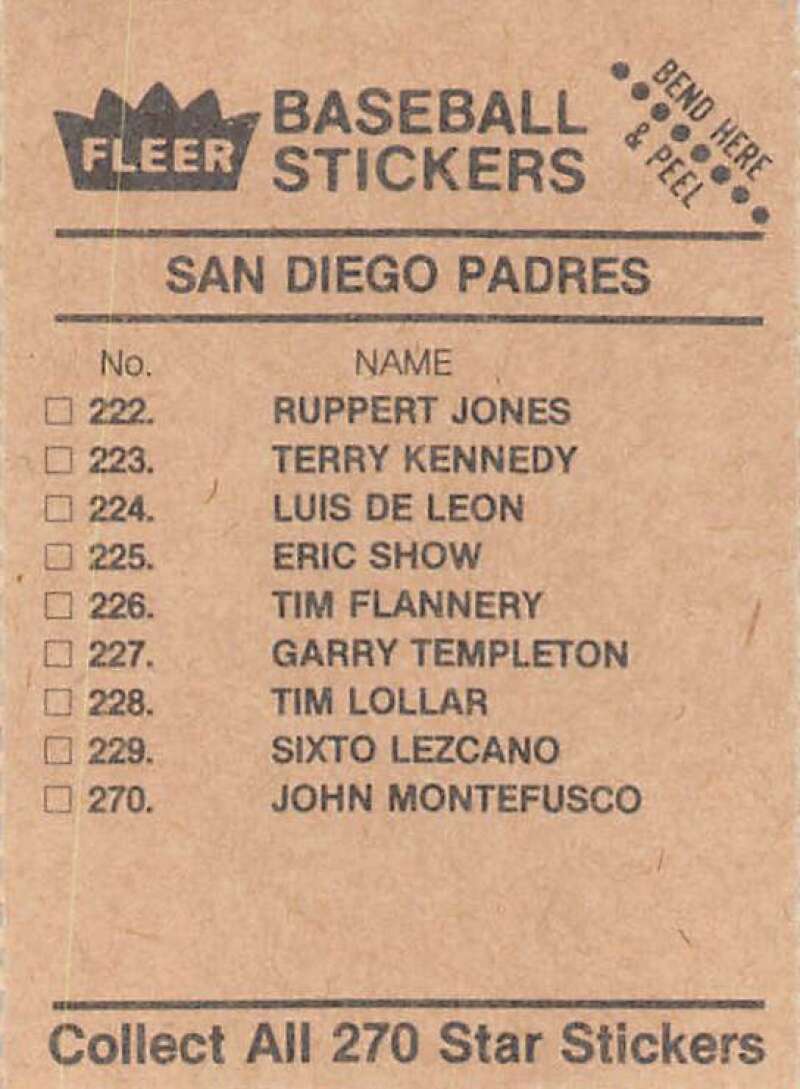 FLEER
BASEBALL
STICKERS
BEND HERE
& PEEL
SAN DIEGO PADRES
No. NAME
☐ 222. RUPPERT JONES
☐ 223. TERRY KENNEDY
☐ 224. LUIS DE LEON
☐ 225. ERIC SHOW
☐ 226. TIM FLANNERY
☐ 227. GARRY TEMPLETON
☐ 228. TIM LOLLAR
☐ 229. SIXTO LEZCANO
☐ 270. JOHN MONTEFUSCO
Collect All 270 Star Stickers